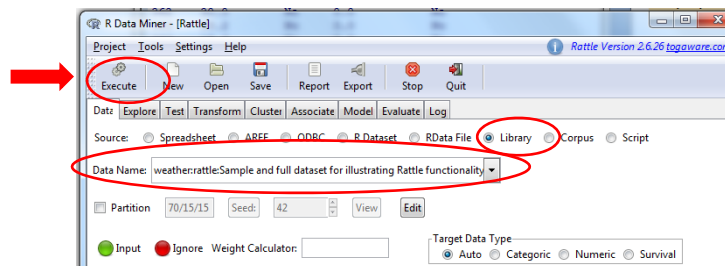 R Data Miner - [Rattle]
Project Tools Settings Help Rattle Version 2.6.26 togaware.com
Execute New Open Save Report Export Stop Quit
Data Explore Test Transform Cluster Associate Model Evaluate Log
Source: Spreadsheet ARFF ODBC R Dataset RData File Library Corpus Script
Data Name: weather:rattle:Sample and full dataset for illustrating Rattle functionality
Partition 70/15/15 Seed: 42 View Edit
Target Data Type
Input Ignore Weight Calculator: Auto Categoric Numeric Survival